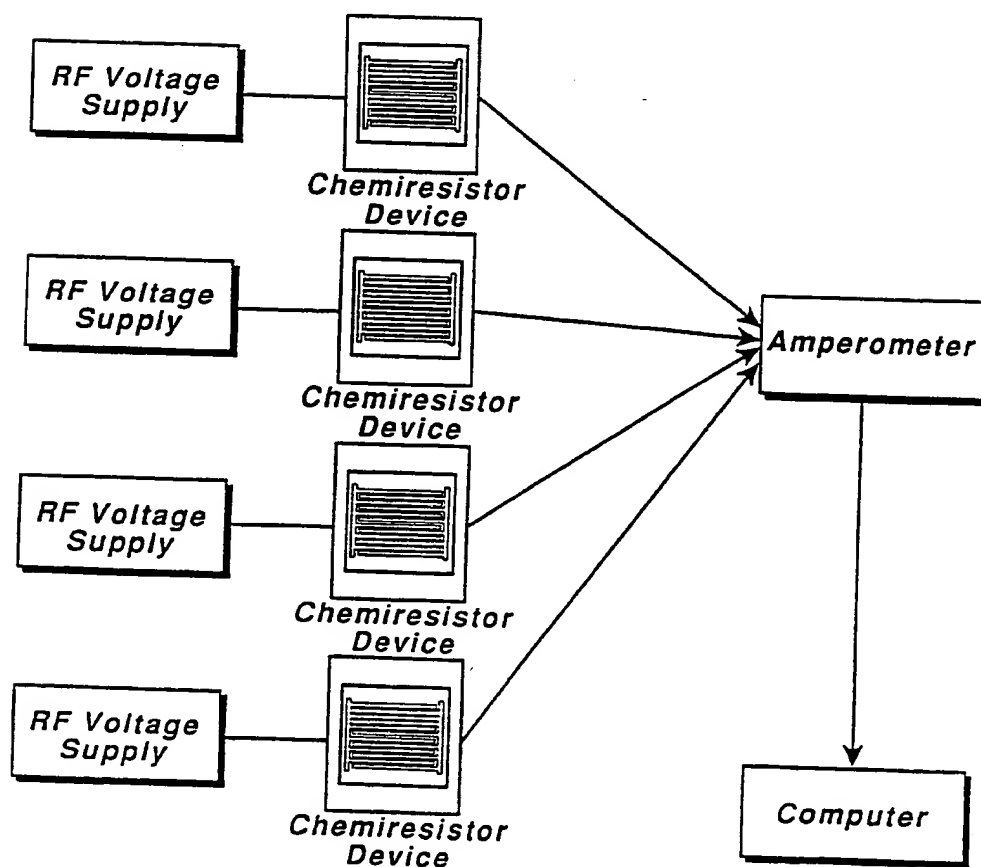 RF Voltage
Supply
Chemiresistor
Device
RF Voltage
Supply
Chemiresistor
Device
Amperometer
RF Voltage
Supply
Chemiresistor
Device
RF Voltage
Supply
Chemiresistor
Device
Computer